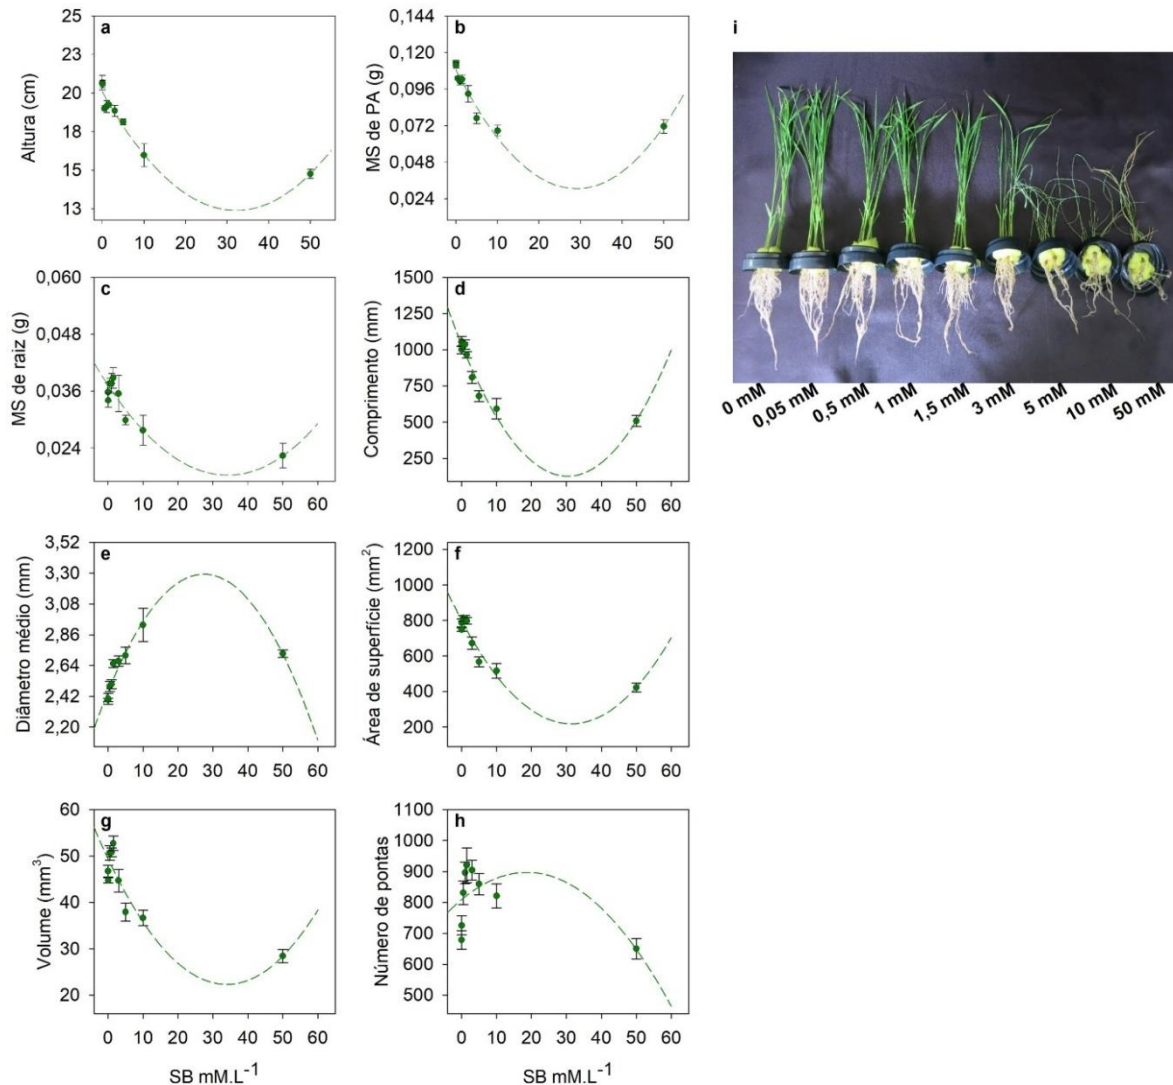 a
25
23
20
18
15
13
Altura (cm)
0 10 20 30 40 50
b
0,144
0,120
0,096
0,072
0,048
0,024
MS de PA (g)
0 10 20 30 40 50
i
0 mM
0,05 mM
0,5 mM
1 mM
1,5 mM
3 mM
5 mM
10 mM
50 mM
c
0,060
0,048
0,036
0,024
MS de raiz (g)
0 10 20 30 40 50 60
d
1500
1250
1000
750
500
250
Comprimento (mm)
0 10 20 30 40 50 60
e
3,52
3,30
3,08
2,86
2,64
2,42
2,20
Diâmetro médio (mm)
0 10 20 30 40 50 60
f
1200
1000
800
600
400
200
Área de superfície (mm²)
0 10 20 30 40 50 60
g
60
50
40
30
20
Volume (mm³)
0 10 20 30 40 50 60
SB mM.L⁻¹
h
1100
1000
900
800
700
600
500
Número de pontas
0 10 20 30 40 50 60
SB mM.L⁻¹